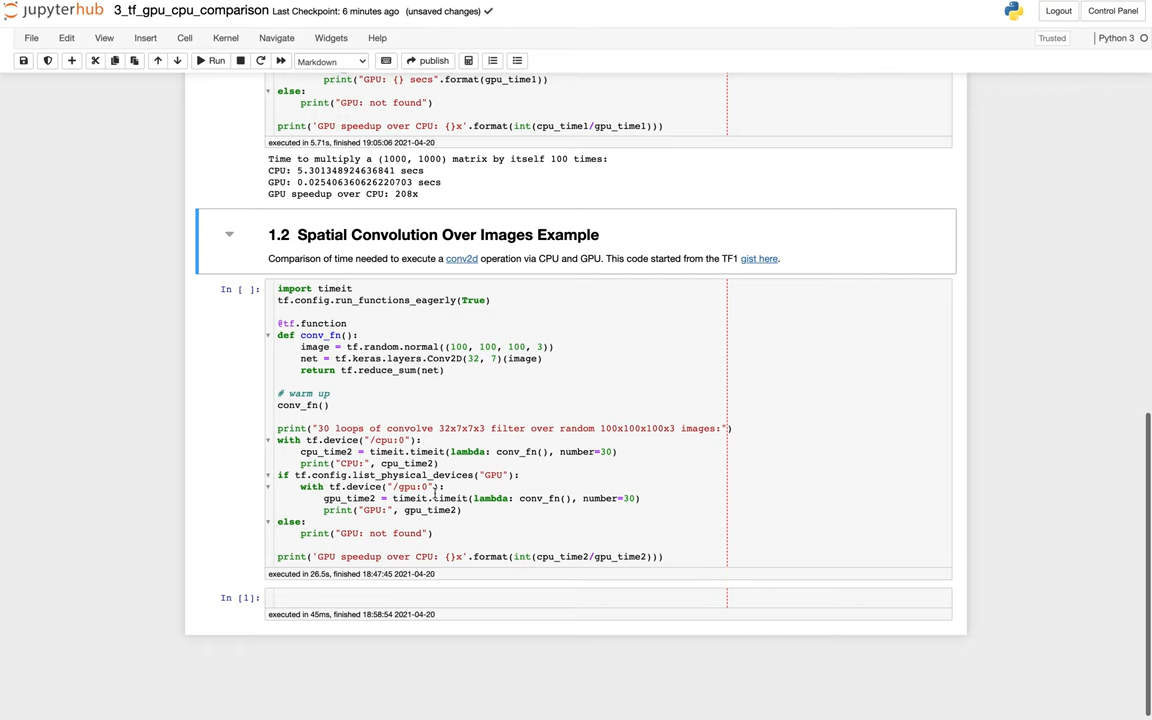 jupyterhub 3_tf_gpu_cpu_comparison Last Checkpoint: 6 minutes ago (unsaved changes) Logout Control Panel
File Edit View Insert Cell Kernel Navigate Widgets Help Trusted Python 3
Run Markdown publish
print("GPU: {} secs".format(gpu_time1))
else:
print("GPU: not found")
print('GPU speedup over CPU: {}x'.format(int(cpu_time1/gpu_time1)))
executed in 5.71s, finished 19:05:06 2021-04-20
Time to multiply a (1000, 1000) matrix by itself 100 times:
CPU: 5.301348924636841 secs
GPU: 0.025406360626220703 secs
GPU speedup over CPU: 208x
1.2 Spatial Convolution Over Images Example
Comparison of time needed to execute a conv2d operation via CPU and GPU. This code started from the TF1 gist here.
In [ ]:
import timeit
tf.config.run_functions_eagerly(True)
@tf.function
def conv_fn():
image = tf.random.normal((100, 100, 100, 3))
net = tf.keras.layers.Conv2D(32, 7)(image)
return tf.reduce_sum(net)
# warm up
conv_fn()
print("30 loops of convolve 32x7x7x3 filter over random 100x100x100x3 images:")
with tf.device("/cpu:0"):
cpu_time2 = timeit.timeit(lambda: conv_fn(), number=30)
print("CPU:", cpu_time2)
if tf.config.list_physical_devices("GPU"):
with tf.device("/gpu:0"):
gpu_time2 = timeit.timeit(lambda: conv_fn(), number=30)
print("GPU:", gpu_time2)
else:
print("GPU: not found")
print('GPU speedup over CPU: {}x'.format(int(cpu_time2/gpu_time2)))
executed in 26.5s, finished 18:47:45 2021-04-20
In [1]:
executed in 45ms, finished 18:58:54 2021-04-20